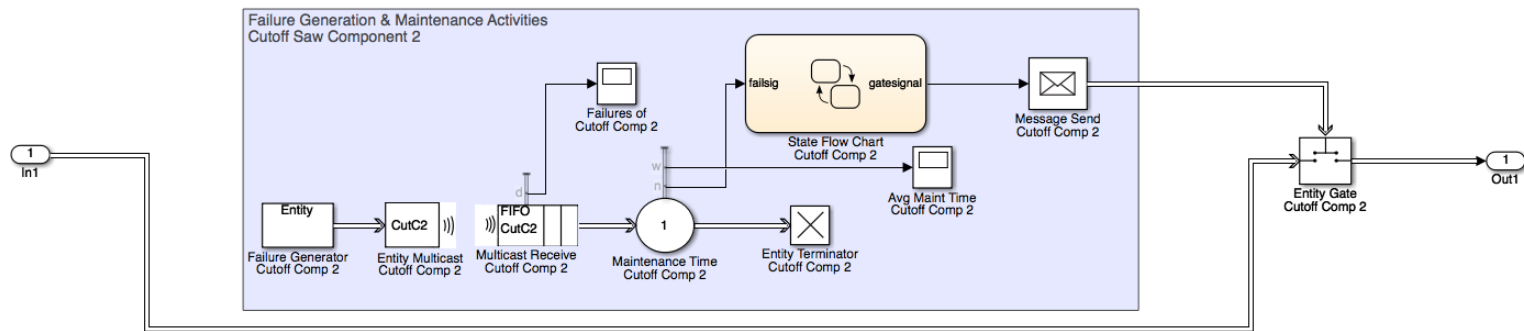 Failure Generation & Maintenance Activities
Cutoff Saw Component 2
failsig
gatesignal
State Flow Chart
Cutoff Comp 2
Message Send
Cutoff Comp 2
Failures of
Cutoff Comp 2
1
In1
d
w
n
Avg Maint Time
Cutoff Comp 2
Entity Gate
Cutoff Comp 2
1
Out1
Entity
Failure Generator
Cutoff Comp 2
CutC2
Entity Multicast
Cutoff Comp 2
FIFO
CutC2
Multicast Receive
Cutoff Comp 2
1
Maintenance Time
Cutoff Comp 2
Entity Terminator
Cutoff Comp 2